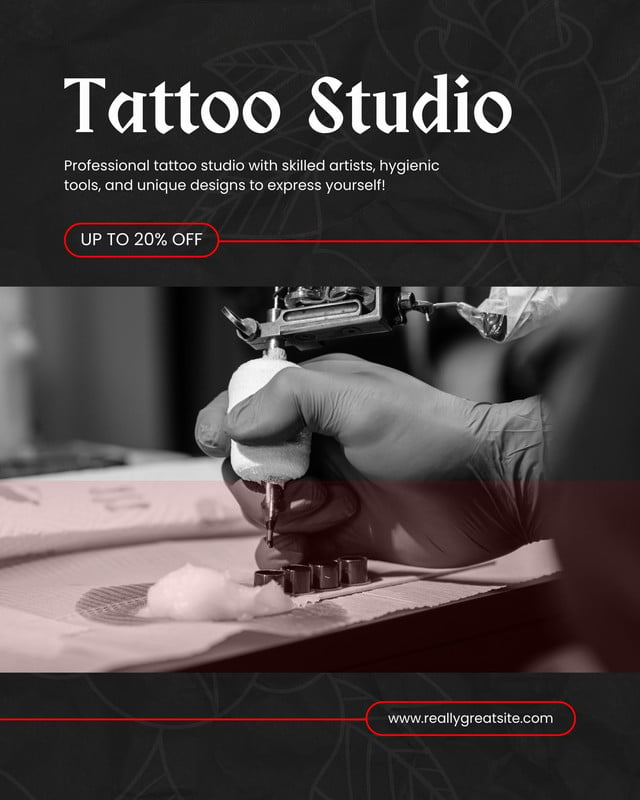 Tattoo Studio
Professional tattoo studio with skilled artists, hygienic
tools, and unique designs to express yourself!
UP TO 20% OFF
www.reallygreatsite.com